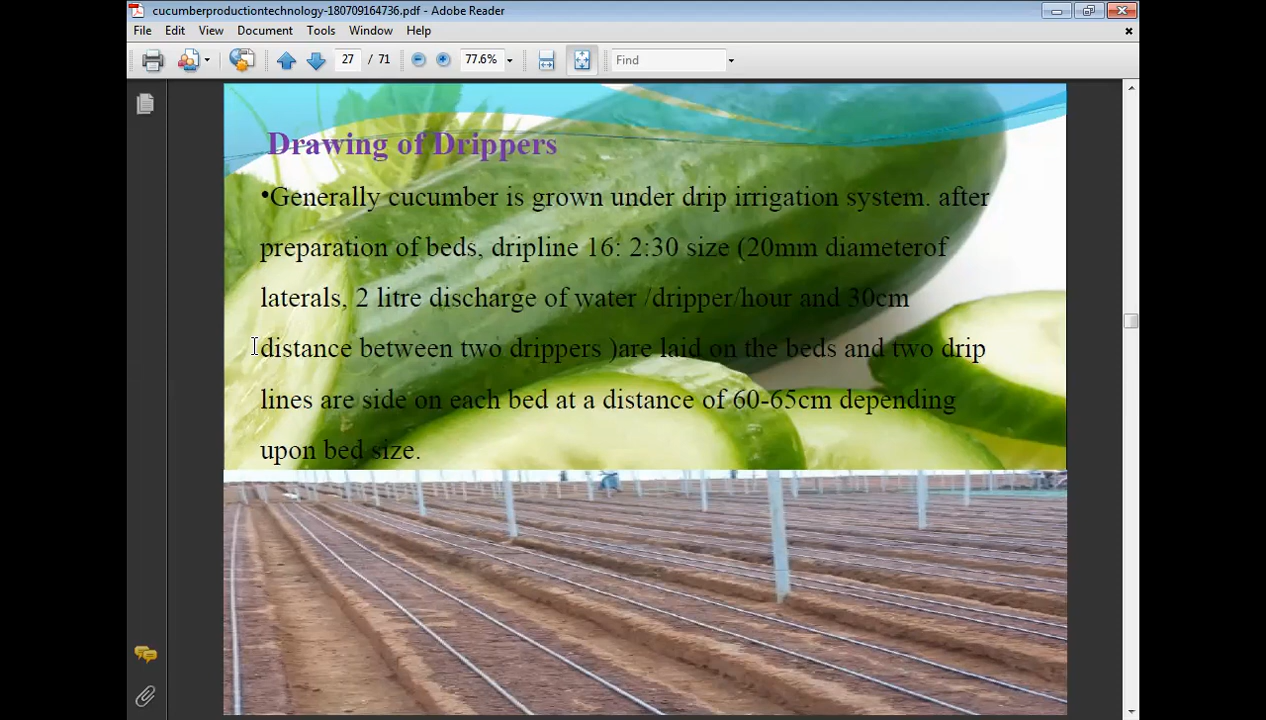 cucumberproductiontechnology-180709164736.pdf - Adobe Reader
File Edit View Document Tools Window Help
27 / 71 77.6% Find
Drawing of Drippers
•Generally cucumber is grown under drip irrigation system. after
preparation of beds, dripline 16: 2:30 size (20mm diameterof
laterals, 2 litre discharge of water /dripper/hour and 30cm
distance between two drippers )are laid on the beds and two drip
lines are side on each bed at a distance of 60-65cm depending
upon bed size.